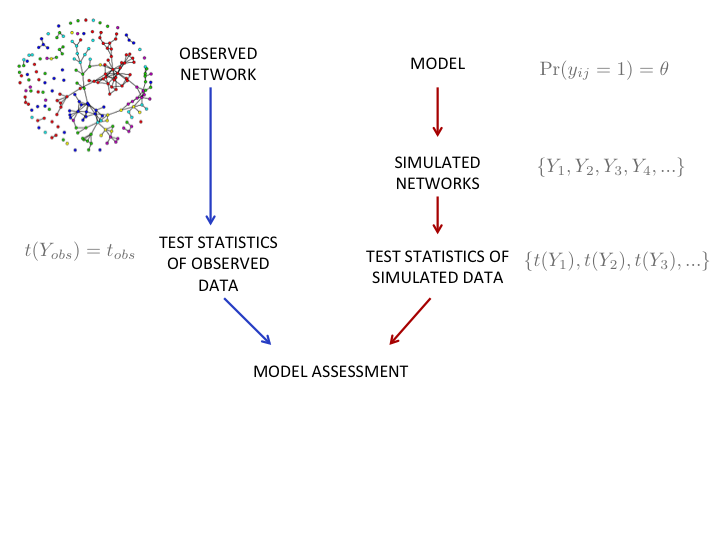 OBSERVED
NETWORK
MODEL
Pr(y_{ij} = 1) = θ
SIMULATED
NETWORKS
{Y_1, Y_2, Y_3, Y_4, ...}
t(Y_{obs}) = t_{obs}
TEST STATISTICS
OF OBSERVED
DATA
TEST STATISTICS OF
SIMULATED DATA
{t(Y_1), t(Y_2), t(Y_3), ...}
MODEL ASSESSMENT